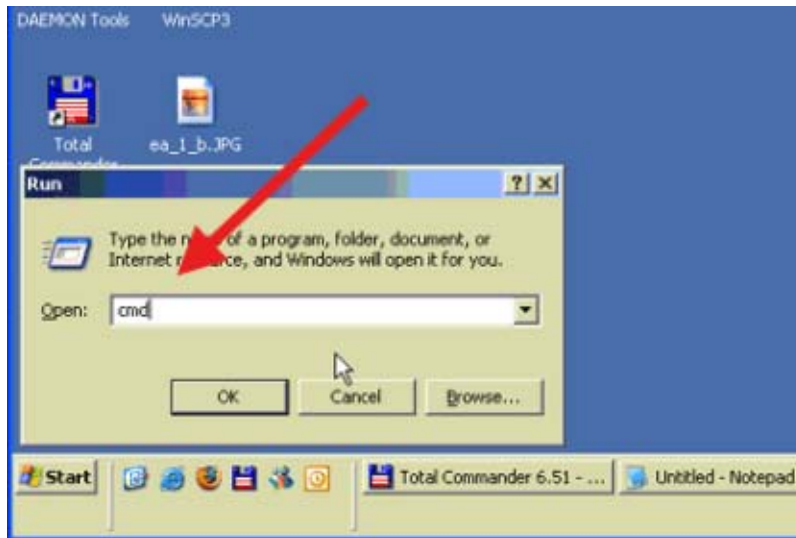 DAEMON Tools WinSCP3
Total ea_1_b.JPG
Commander
Run
Type the of a program, folder, document, or
Internet and Windows will open it for you.
Open: cmd
OK Cancel Browse...
Start Total Commander 6.51 - ... Untitled - Notepad